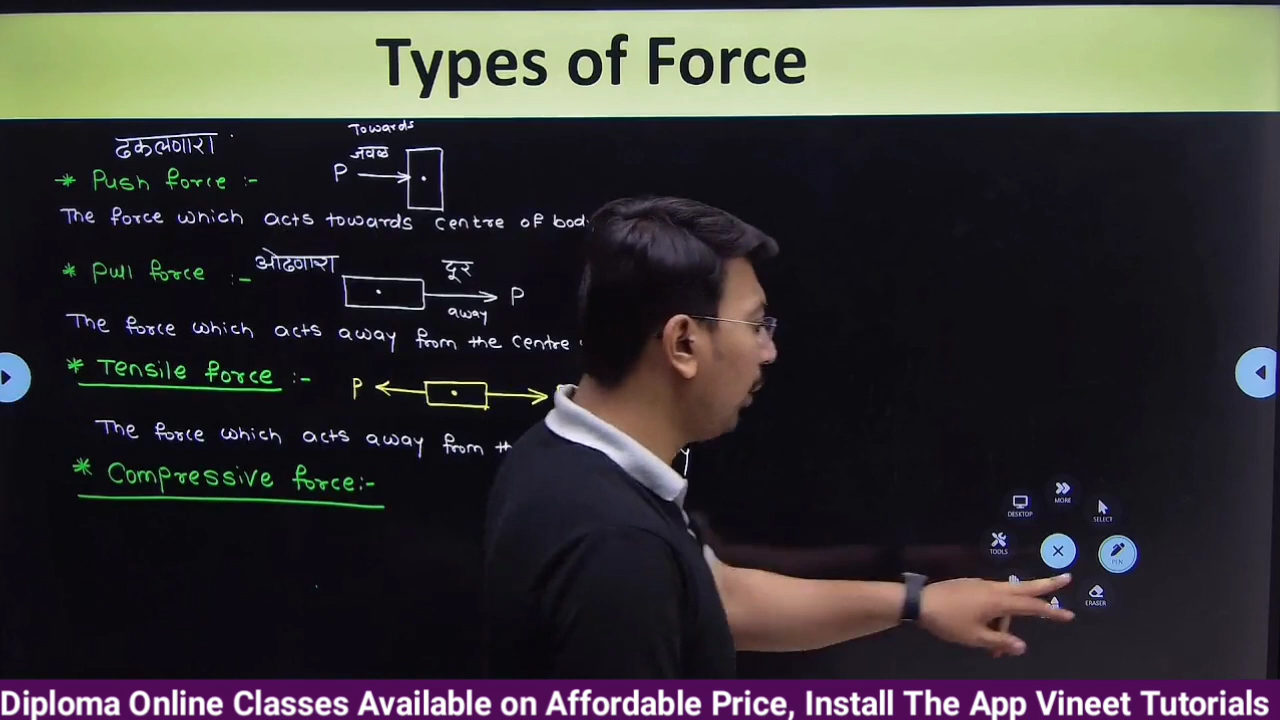 Types of Force
Towards
ढकलणारा
जवळ
* Push force :-
P
The force which acts towards centre of
* Pull force :-
ओढणारा
दूर
P
away
The force which acts away from the centre
* Tensile force :-
P
The force which acts away from
* Compressive force:-
MORE
DESKTOP
SELECT
TOOLS
PEN
ERASER
Diploma Online Classes Available on Affordable Price, Install The App Vineet Tutorials